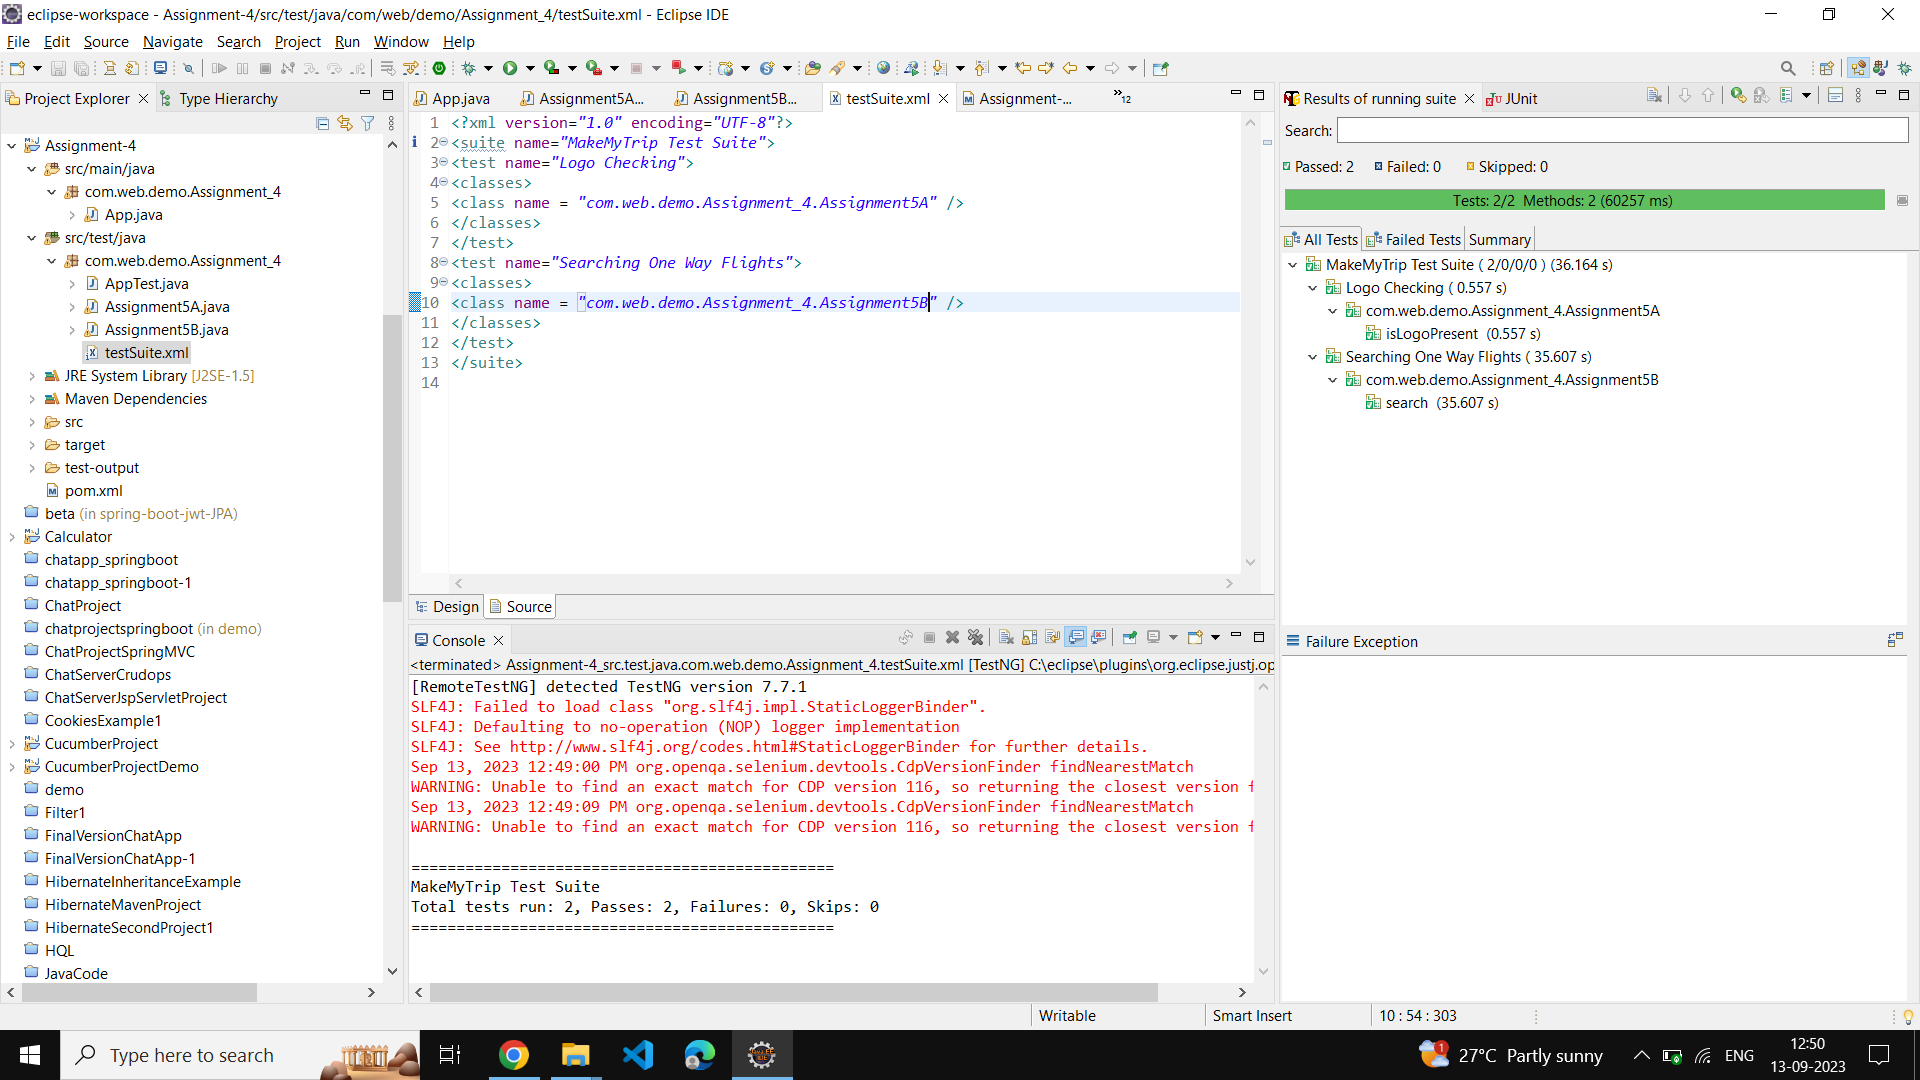 eclipse-workspace - Assignment-4/src/test/java/com/web/demo/Assignment_4/testSuite.xml - Eclipse IDE
File Edit Source Navigate Search Project Run Window Help
Project Explorer
Type Hierarchy
Assignment-4
src/main/java
com.web.demo.Assignment_4
App.java
src/test/java
com.web.demo.Assignment_4
AppTest.java
Assignment5A.java
Assignment5B.java
testSuite.xml
JRE System Library [J2SE-1.5]
Maven Dependencies
src
target
test-output
pom.xml
beta (in spring-boot-jwt-JPA)
Calculator
chatapp_springboot
chatapp_springboot-1
ChatProject
chatprojectspringboot (in demo)
ChatProjectSpringMVC
ChatServerCrudops
ChatServerJspServletProject
CookiesExample1
CucumberProject
CucumberProjectDemo
demo
Filter1
FinalVersionChatApp
FinalVersionChatApp-1
HibernateInheritanceExample
HibernateMavenProject
HibernateSecondProject1
HQL
JavaCode
App.java Assignment5A... Assignment5B... testSuite.xml Assignment-... »12
1 <?xml version="1.0" encoding="UTF-8"?>
2 <suite name="MakeMyTrip Test Suite">
3 <test name="Logo Checking">
4 <classes>
5 <class name = "com.web.demo.Assignment_4.Assignment5A" />
6 </classes>
7 </test>
8 <test name="Searching One Way Flights">
9 <classes>
10 <class name = "com.web.demo.Assignment_4.Assignment5B" />
11 </classes>
12 </test>
13 </suite>
14
Design Source
Console
<terminated> Assignment-4_src.test.java.com.web.demo.Assignment_4.testSuite.xml [TestNG] C:\eclipse\plugins\org.eclipse.justj.op
[RemoteTestNG] detected TestNG version 7.7.1
SLF4J: Failed to load class "org.slf4j.impl.StaticLoggerBinder".
SLF4J: Defaulting to no-operation (NOP) logger implementation
SLF4J: See http://www.slf4j.org/codes.html#StaticLoggerBinder for further details.
Sep 13, 2023 12:49:00 PM org.openqa.selenium.devtools.CdpVersionFinder findNearestMatch
WARNING: Unable to find an exact match for CDP version 116, so returning the closest version f
Sep 13, 2023 12:49:09 PM org.openqa.selenium.devtools.CdpVersionFinder findNearestMatch
WARNING: Unable to find an exact match for CDP version 116, so returning the closest version f
===============================================
MakeMyTrip Test Suite
Total tests run: 2, Passes: 2, Failures: 0, Skips: 0
===============================================
Results of running suite
JUnit
Search:
Passed: 2 Failed: 0 Skipped: 0
Tests: 2/2 Methods: 2 (60257 ms)
All Tests Failed Tests Summary
MakeMyTrip Test Suite ( 2/0/0/0 ) (36.164 s)
Logo Checking ( 0.557 s)
com.web.demo.Assignment_4.Assignment5A
isLogoPresent (0.557 s)
Searching One Way Flights ( 35.607 s)
com.web.demo.Assignment_4.Assignment5B
search (35.607 s)
Failure Exception
Writable Smart Insert 10 : 54 : 303
Type here to search
1
27°C Partly sunny
ENG
12:50
13-09-2023